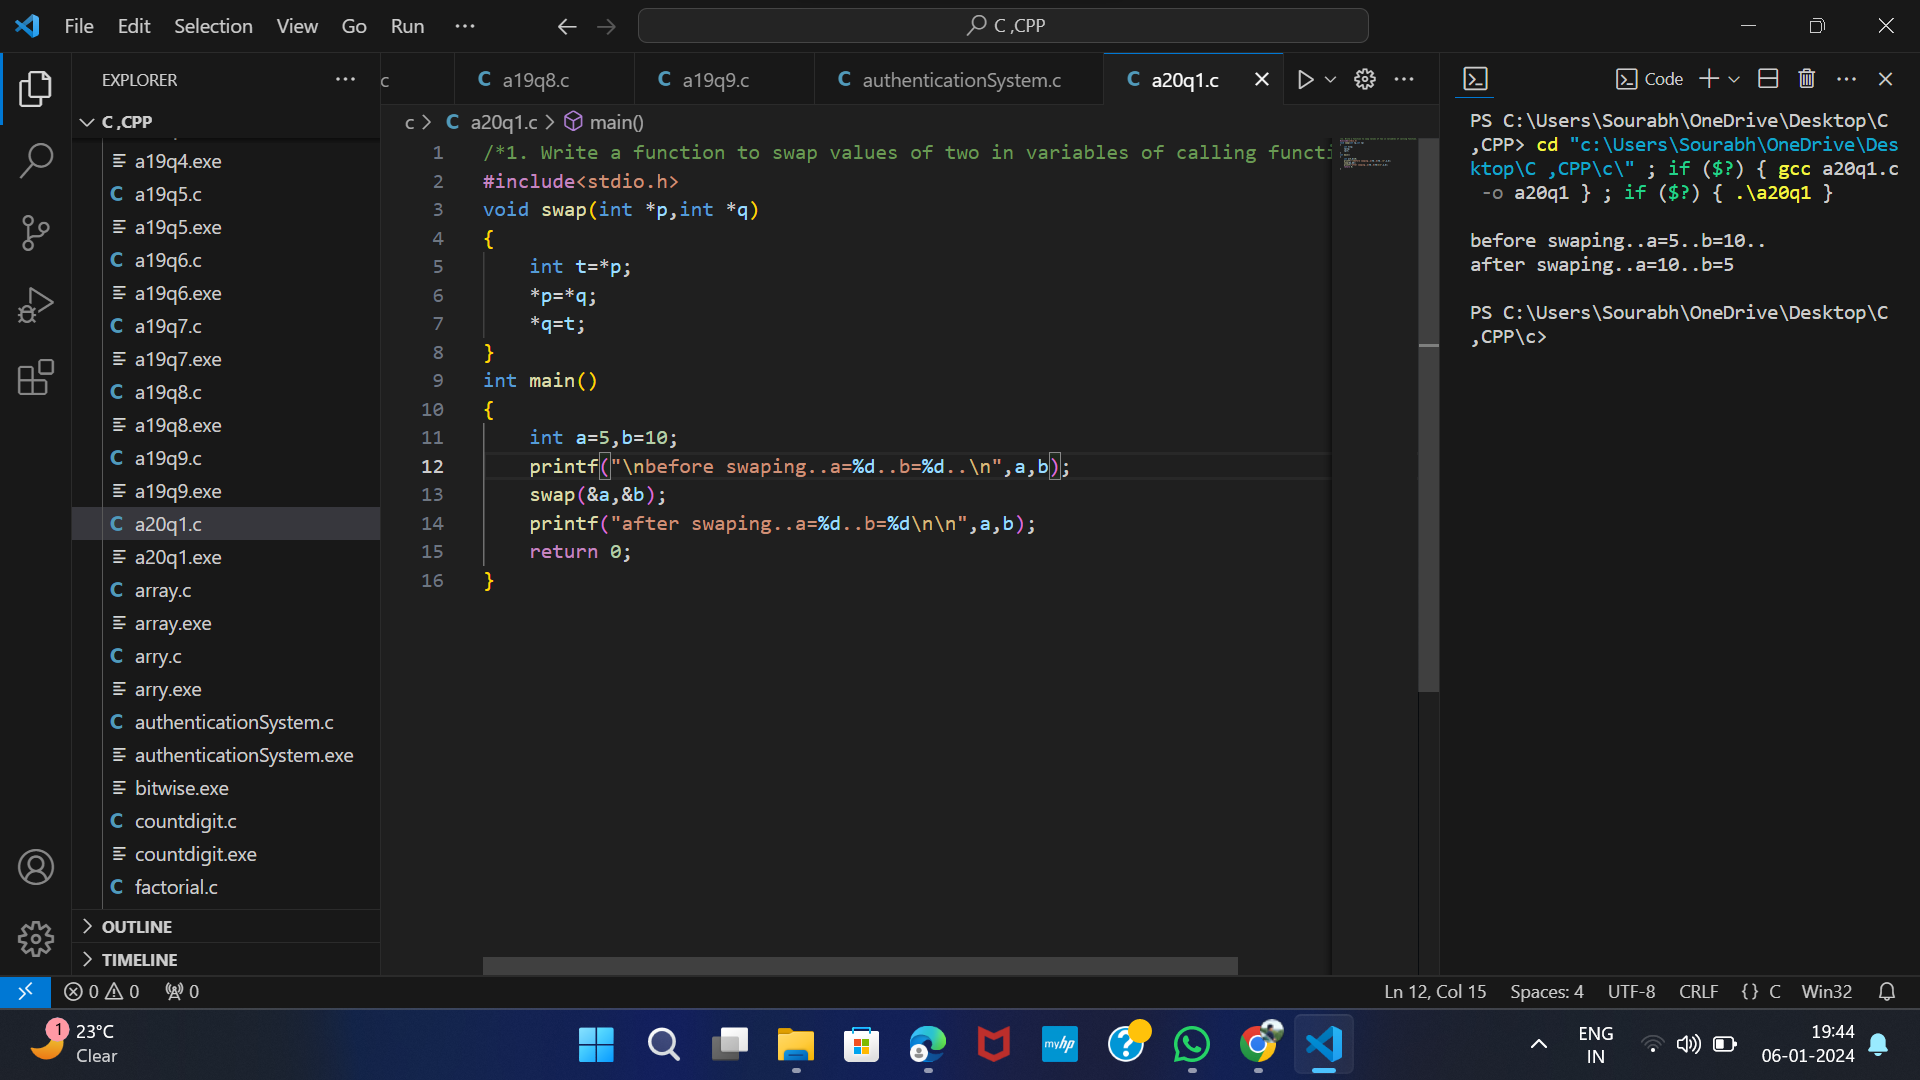 File Edit Selection View Go Run ···
C ,CPP
EXPLORER
C ,CPP
a19q4.exe
a19q5.c
a19q5.exe
a19q6.c
a19q6.exe
a19q7.c
a19q7.exe
a19q8.c
a19q8.exe
a19q9.c
a19q9.exe
a20q1.c
a20q1.exe
array.c
array.exe
arry.c
arry.exe
authenticationSystem.c
authenticationSystem.exe
bitwise.exe
countdigit.c
countdigit.exe
factorial.c
OUTLINE
TIMELINE
c C a19q8.c C a19q9.c C authenticationSystem.c C a20q1.c
c > C a20q1.c > main()
1 /*1. Write a function to swap values of two in variables of calling functi
2 #include<stdio.h>
3 void swap(int *p,int *q)
4 {
5 int t=*p;
6 *p=*q;
7 *q=t;
8 }
9 int main()
10 {
11 int a=5,b=10;
12 printf("\nbefore swaping..a=%d..b=%d..\n",a,b);
13 swap(&a,&b);
14 printf("after swaping..a=%d..b=%d\n\n",a,b);
15 return 0;
16 }
Code
PS C:\Users\Sourabh\OneDrive\Desktop\C
,CPP> cd "c:\Users\Sourabh\OneDrive\Des
ktop\C ,CPP\c\" ; if ($?) { gcc a20q1.c
-o a20q1 } ; if ($?) { .\a20q1 }
before swaping..a=5..b=10..
after swaping..a=10..b=5
PS C:\Users\Sourabh\OneDrive\Desktop\C
,CPP\c>
0 0 0
Ln 12, Col 15 Spaces: 4 UTF-8 CRLF {} C Win32
1
23°C
Clear
myhp
ENG
IN
19:44
06-01-2024